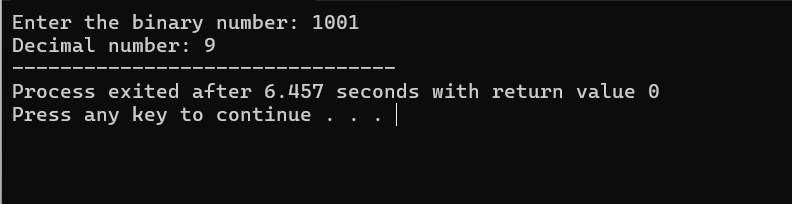 Enter the binary number: 1001
Decimal number: 9
--------------------------------
Process exited after 6.457 seconds with return value 0
Press any key to continue . . .